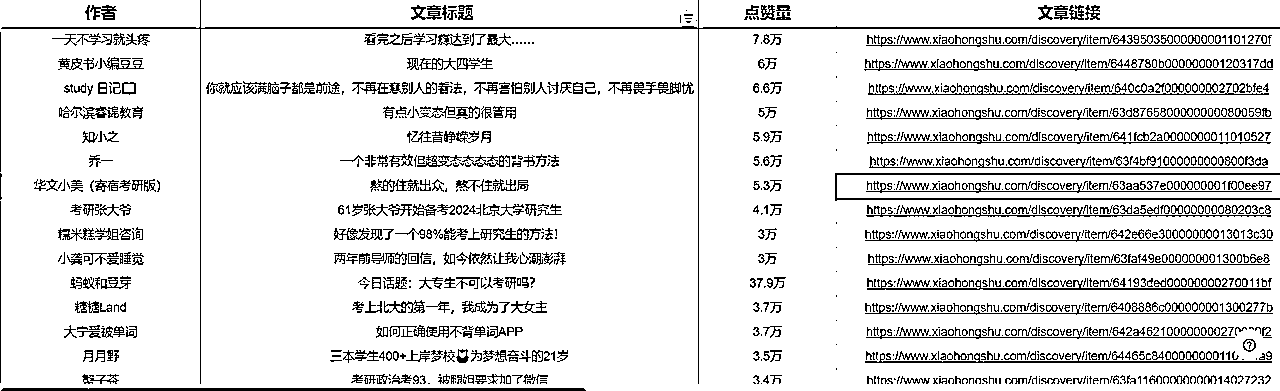 作者 文章标题 点赞量 文章链接
一天不学习就头疼 看完之后学习瘾达到了最大...... 7.8万 https://www.xiaohongshu.com/discovery/item/64395035000000001101270f
黄皮书小编豆豆 现在的大四学生 6万 https://www.xiaohongshu.com/discovery/item/6448780b00000000120317dd
study 日记 你就应该满脑子都是前途，不再在意别人的看法，不再害怕别人讨厌自己，不再畏手畏脚忧 6.6万 https://www.xiaohongshu.com/discovery/item/640c0a2f000000002702bfe4
哈尔滨睿锦教育 有点小变态但真的很管用 5万 https://www.xiaohongshu.com/discovery/item/63d876580000000080059fb
知小之 忆往昔峥嵘岁月 5.9万 https://www.xiaohongshu.com/discovery/item/641fcb2a0000000011010527
乔一 一个非常有效但超变态态态态的背书方法 5.6万 https://www.xiaohongshu.com/discovery/item/63f4bf91000000000800f3da
华文小美（寄宿考研版） 熬的住就出众，熬不住就出局 5.3万 https://www.xiaohongshu.com/discovery/item/63aa537e000000001f00ee97
考研张大爷 61岁张大爷开始备考2024北京大学研究生 4.1万 https://www.xiaohongshu.com/discovery/item/63da5edf00000000080203c8
糯米糕学姐咨询 好像发现了一个98%能考上研究生的方法！ 3万 https://www.xiaohongshu.com/discovery/item/642e66e30000000013013c30
小龚可不爱睡觉 两年前导师的回信，如今依然让我心潮澎湃 3万 https://www.xiaohongshu.com/discovery/item/63faf49e000000001300b6e8
蚂蚁和豆芽 今日话题：大专生不可以考研吗？ 37.9万 https://www.xiaohongshu.com/discovery/item/64193ded00000000270011bf
糖糖Land 考上北大的第一年，我成为了大女主 3.7万 https://www.xiaohongshu.com/discovery/item/6408686c000000001300277b
大宁爱被单词 如何正确使用不背单词APP 3.7万 https://www.xiaohongshu.com/discovery/item/642a46210000000270
月月野 三本学生400+上岸梦校 为梦想奋斗的21岁 3.5万 https://www.xiaohongshu.com/discovery/item/64465c840000000011
蟹子茶 考研政治考93，被腿姐要求加了微信 3.4万 https://www.xiaohongshu.com/discovery/item/63fa1160000000014027232